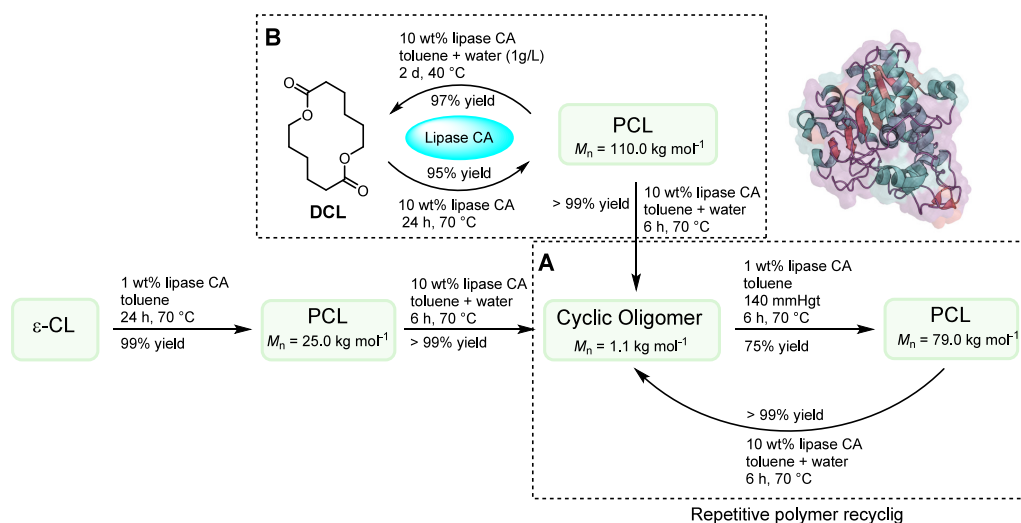 B
10 wt% lipase CA
toluene + water (1g/L)
2 d, 40 °C
97% yield
O
O
O
O
Lipase CA
PCL
Mn = 110.0 kg mol⁻¹
95% yield
10 wt% lipase CA
24 h, 70 °C
DCL
> 99% yield
10 wt% lipase CA
toluene + water
6 h, 70 °C
A
1 wt% lipase CA
toluene
24 h, 70 °C
99% yield
ε-CL
PCL
Mn = 25.0 kg mol⁻¹
10 wt% lipase CA
toluene + water
6 h, 70 °C
> 99% yield
Cyclic Oligomer
Mn = 1.1 kg mol⁻¹
1 wt% lipase CA
toluene
140 mmHgt
6 h, 70 °C
75% yield
PCL
Mn = 79.0 kg mol⁻¹
> 99% yield
10 wt% lipase CA
toluene + water
6 h, 70 °C
Repetitive polymer recyclig